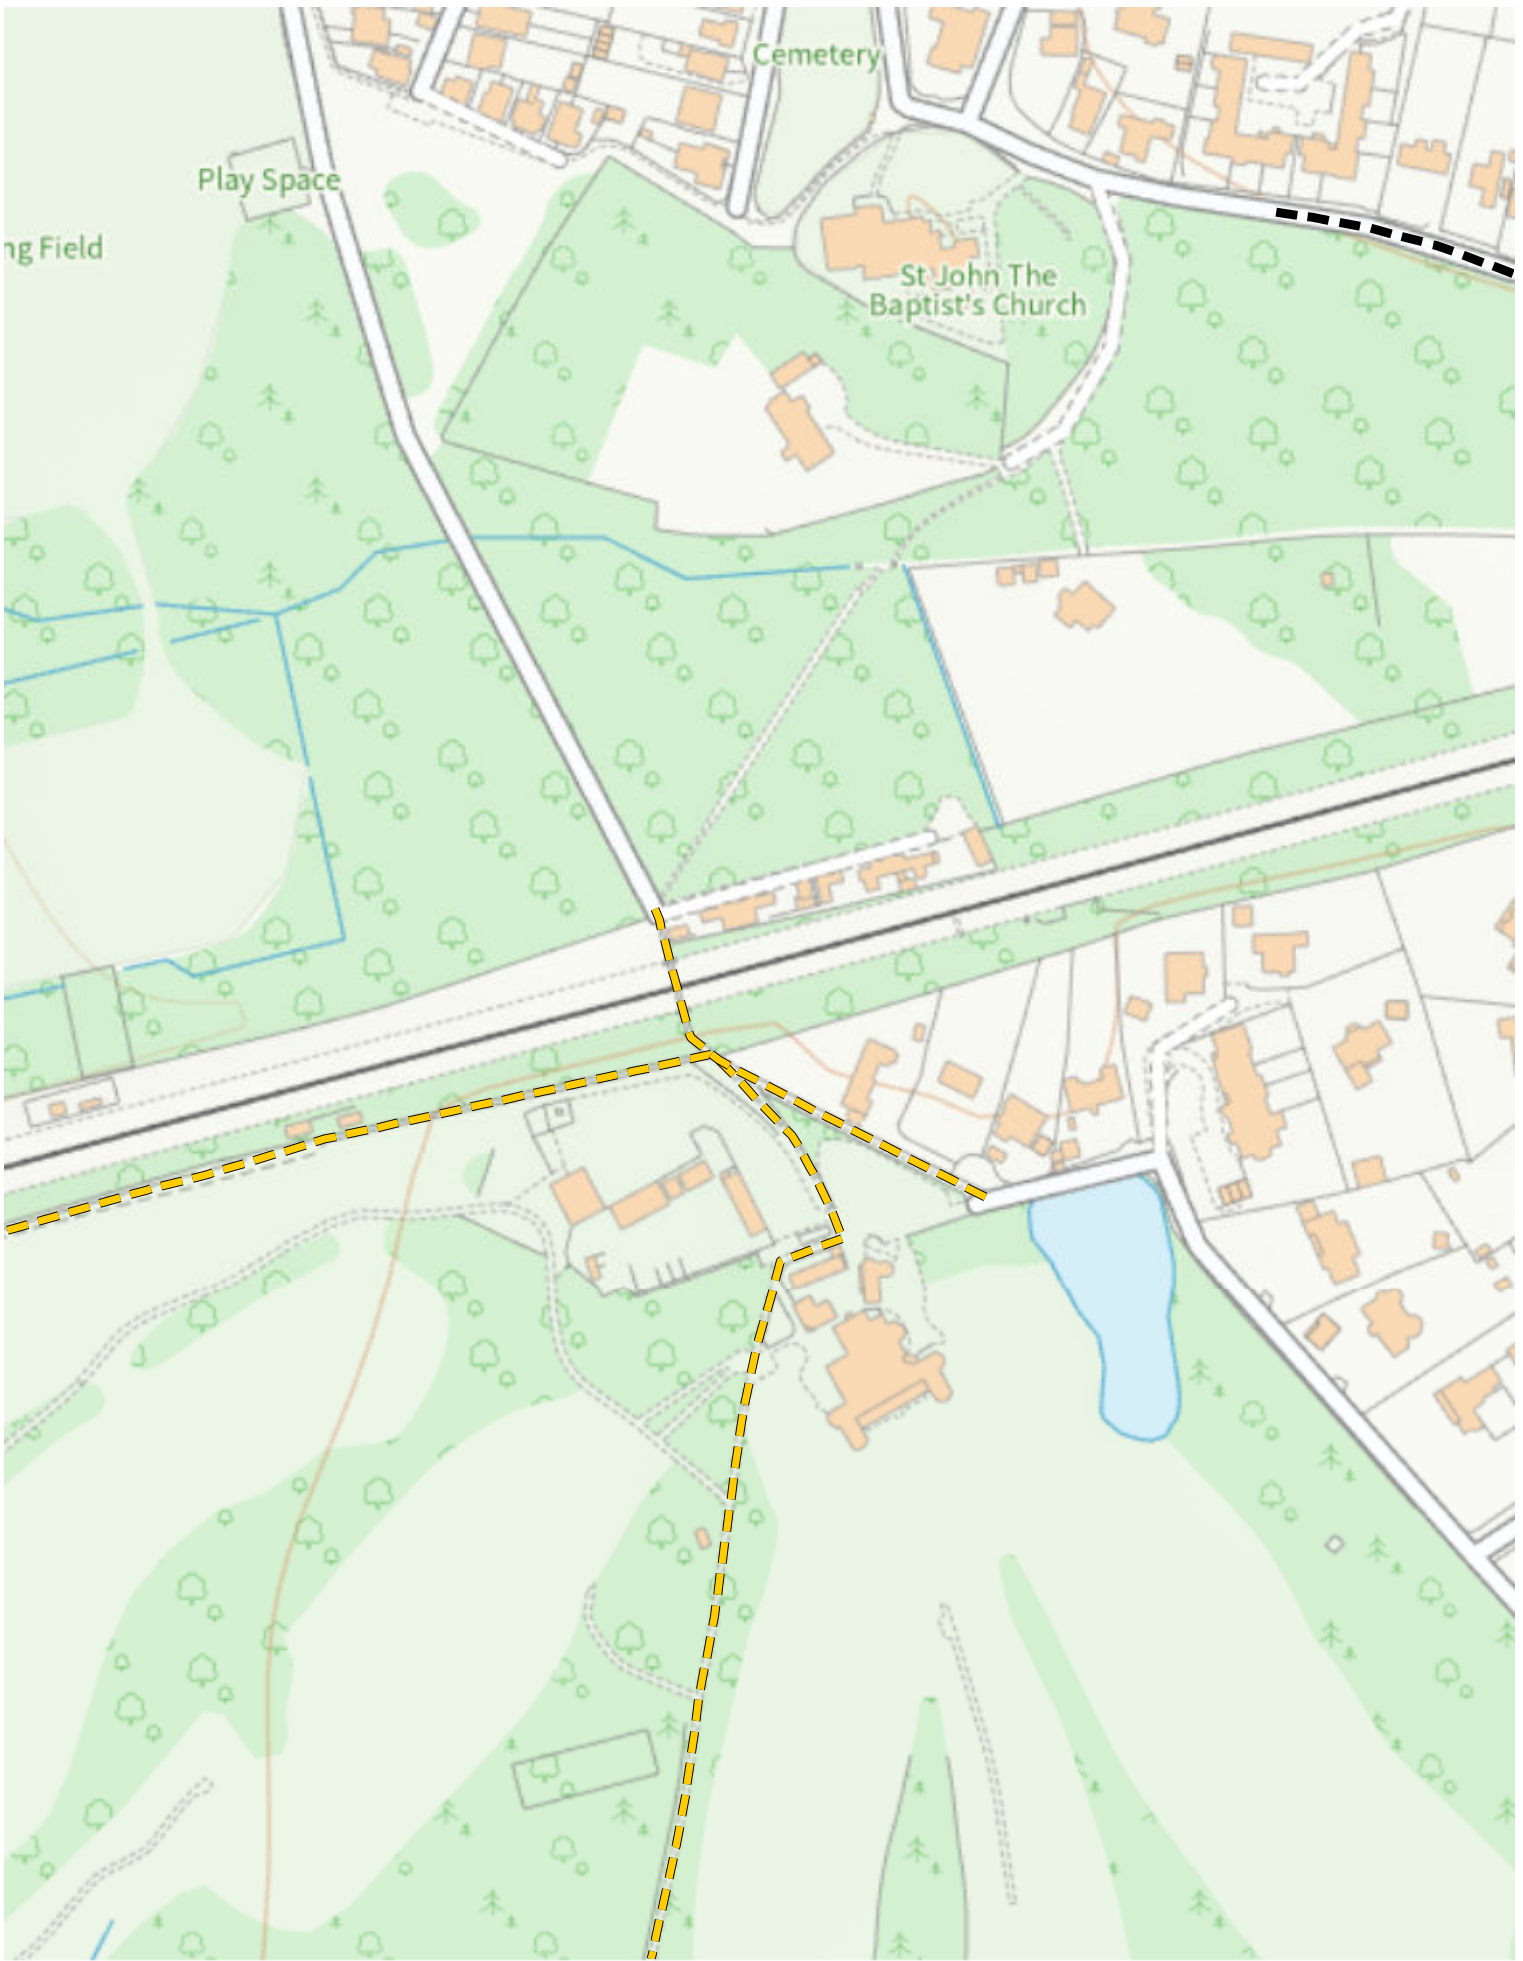 Cemetery
Play Space
ng Field
St John The
Baptist's Church